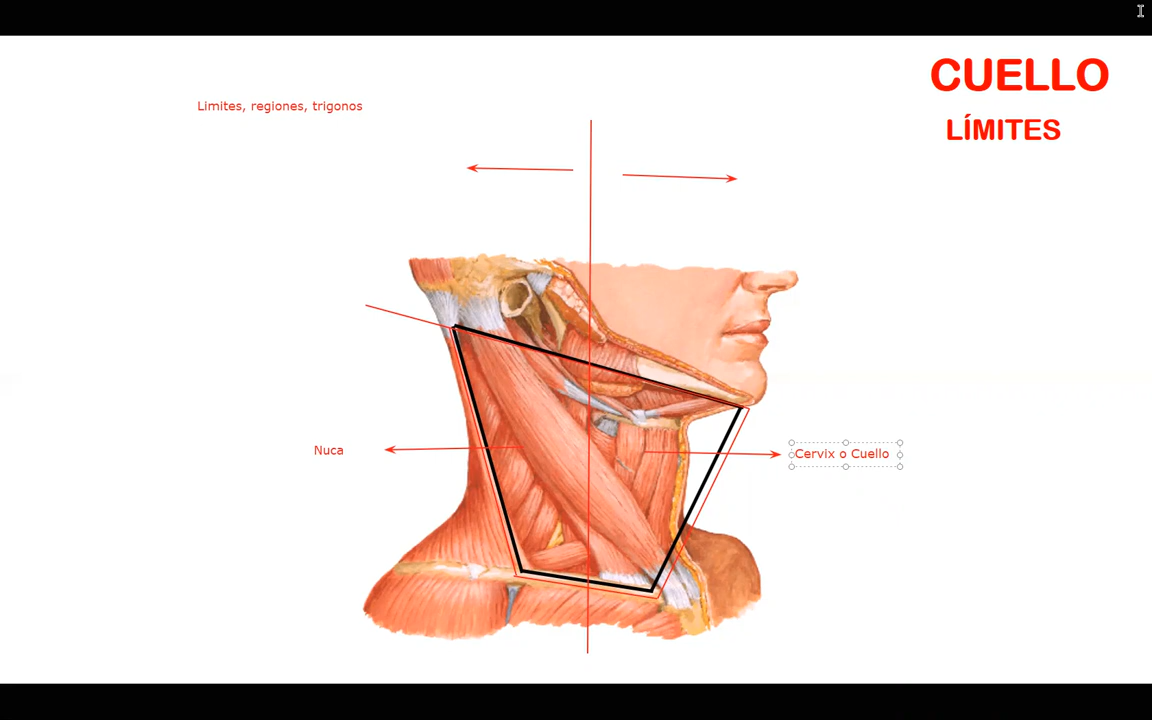 CUELLO
LÍMITES
Limites, regiones, trigonos
Nuca
Cervix o Cuello